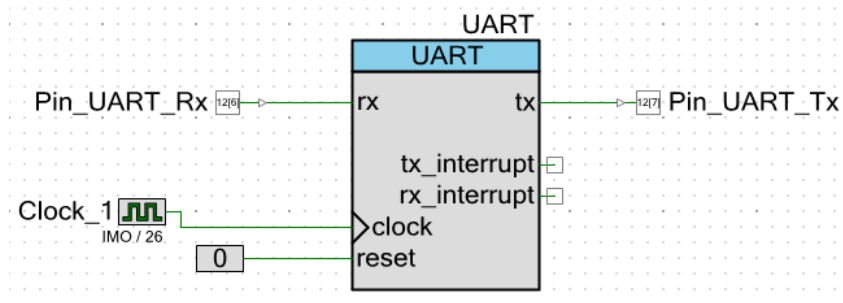 UART
UART
Pin_UART_Rx 12[6] rx tx 12[7] Pin_UART_Tx
tx_interrupt
rx_interrupt
Clock_1
IMO / 26
clock
0 reset